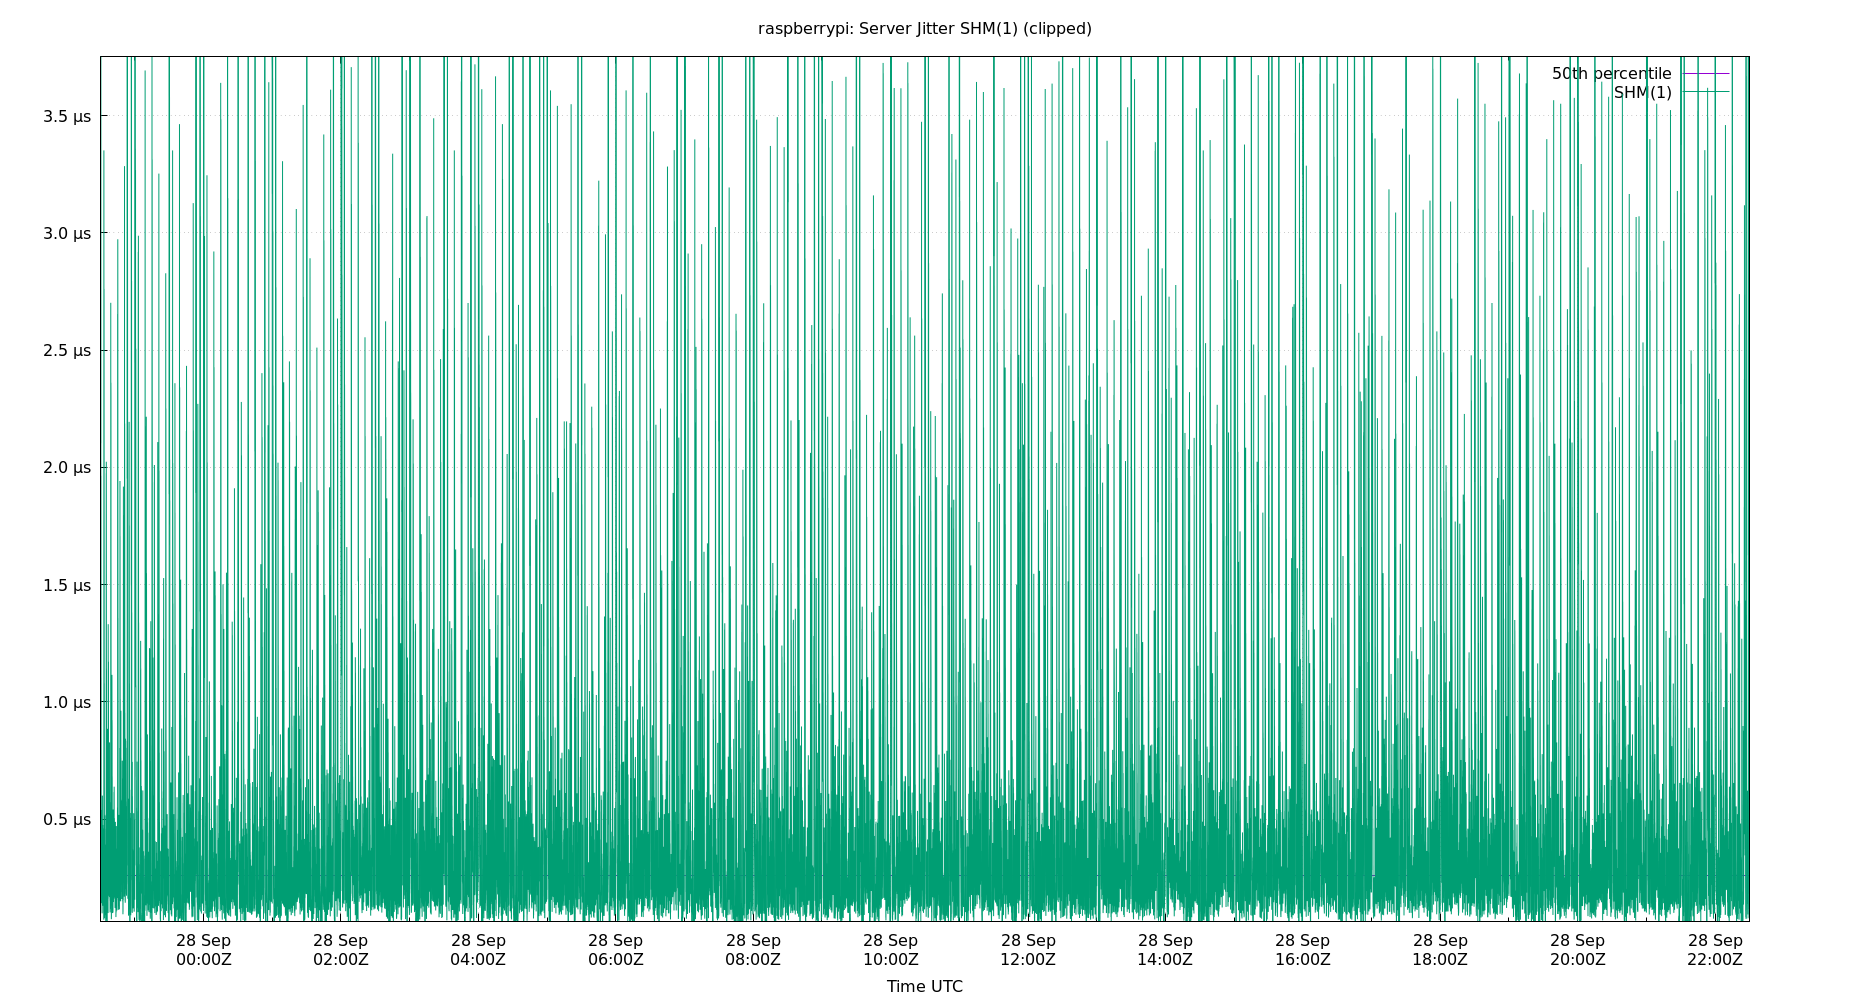 raspberrypi: Server Jitter SHM(1) (clipped)
50th percentile
SHM(1)
3.5 µs
3.0 µs
2.5 µs
2.0 µs
1.5 µs
1.0 µs
0.5 µs
28 Sep 28 Sep 28 Sep 28 Sep 28 Sep 28 Sep 28 Sep 28 Sep 28 Sep 28 Sep 28 Sep 28 Sep
00:00Z 02:00Z 04:00Z 06:00Z 08:00Z 10:00Z 12:00Z 14:00Z 16:00Z 18:00Z 20:00Z 22:00Z
Time UTC